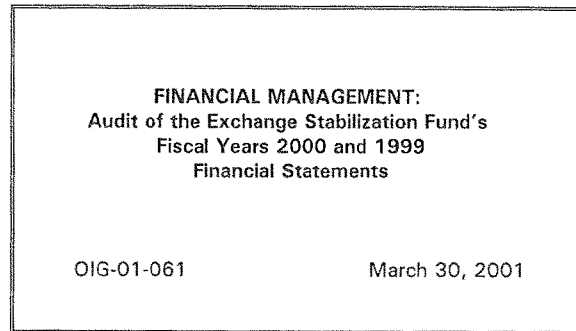 FINANCIAL MANAGEMENT:
Audit of the Exchange Stabilization Fund's
Fiscal Years 2000 and 1999
Financial Statements
OIG-01-061 March 30, 2001